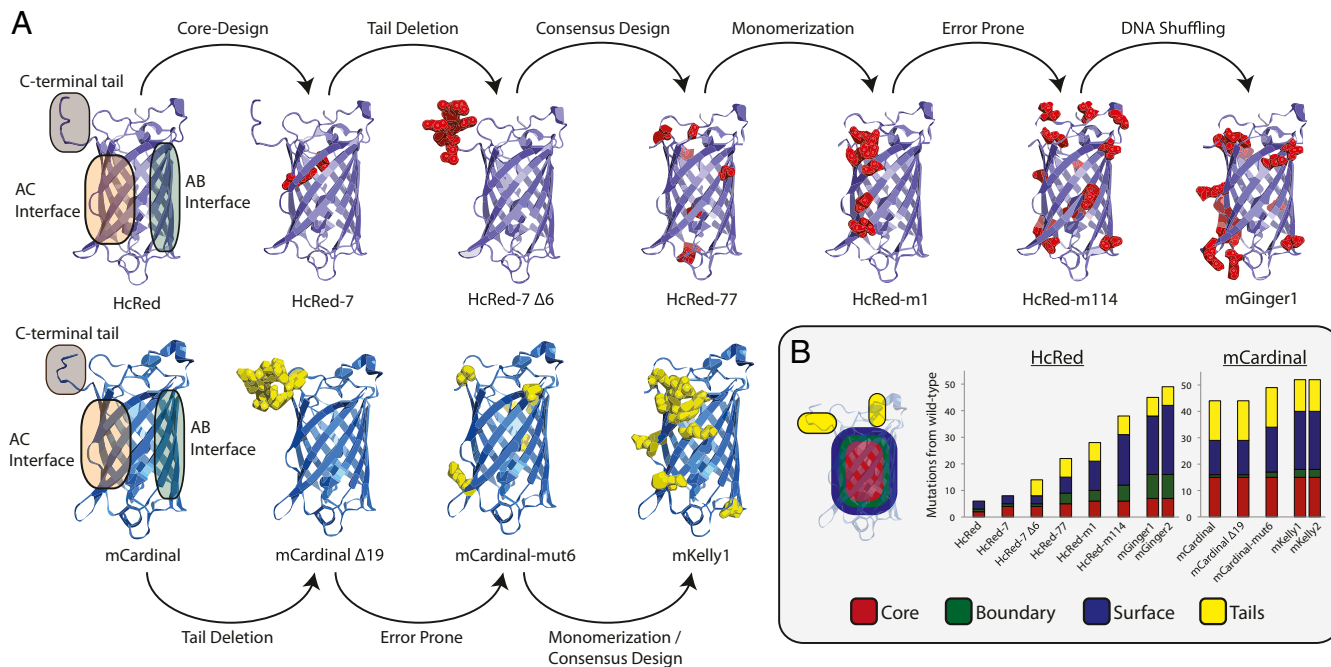 A
Core-Design
Tail Deletion
Consensus Design
Monomerization
Error Prone
DNA Shuffling
C-terminal tail
AC
Interface
AB
Interface
HcRed
HcRed-7
HcRed-7 Δ6
HcRed-77
HcRed-m1
HcRed-m114
mGinger1
C-terminal tail
AC
Interface
AB
Interface
mCardinal
mCardinal Δ19
mCardinal-mut6
mKelly1
Tail Deletion
Error Prone
Monomerization /
Consensus Design
B
HcRed
mCardinal
Mutations from wild-type
50
40
30
20
10
0
HcRed
HcRed-7
HcRed-7 Δ6
HcRed-77
HcRed-m1
HcRed-m114
mGinger1
mGinger2
50
40
30
20
10
0
mCardinal
mCardinal Δ19
mCardinal-mut6
mKelly1
mKelly2
Core
Boundary
Surface
Tails